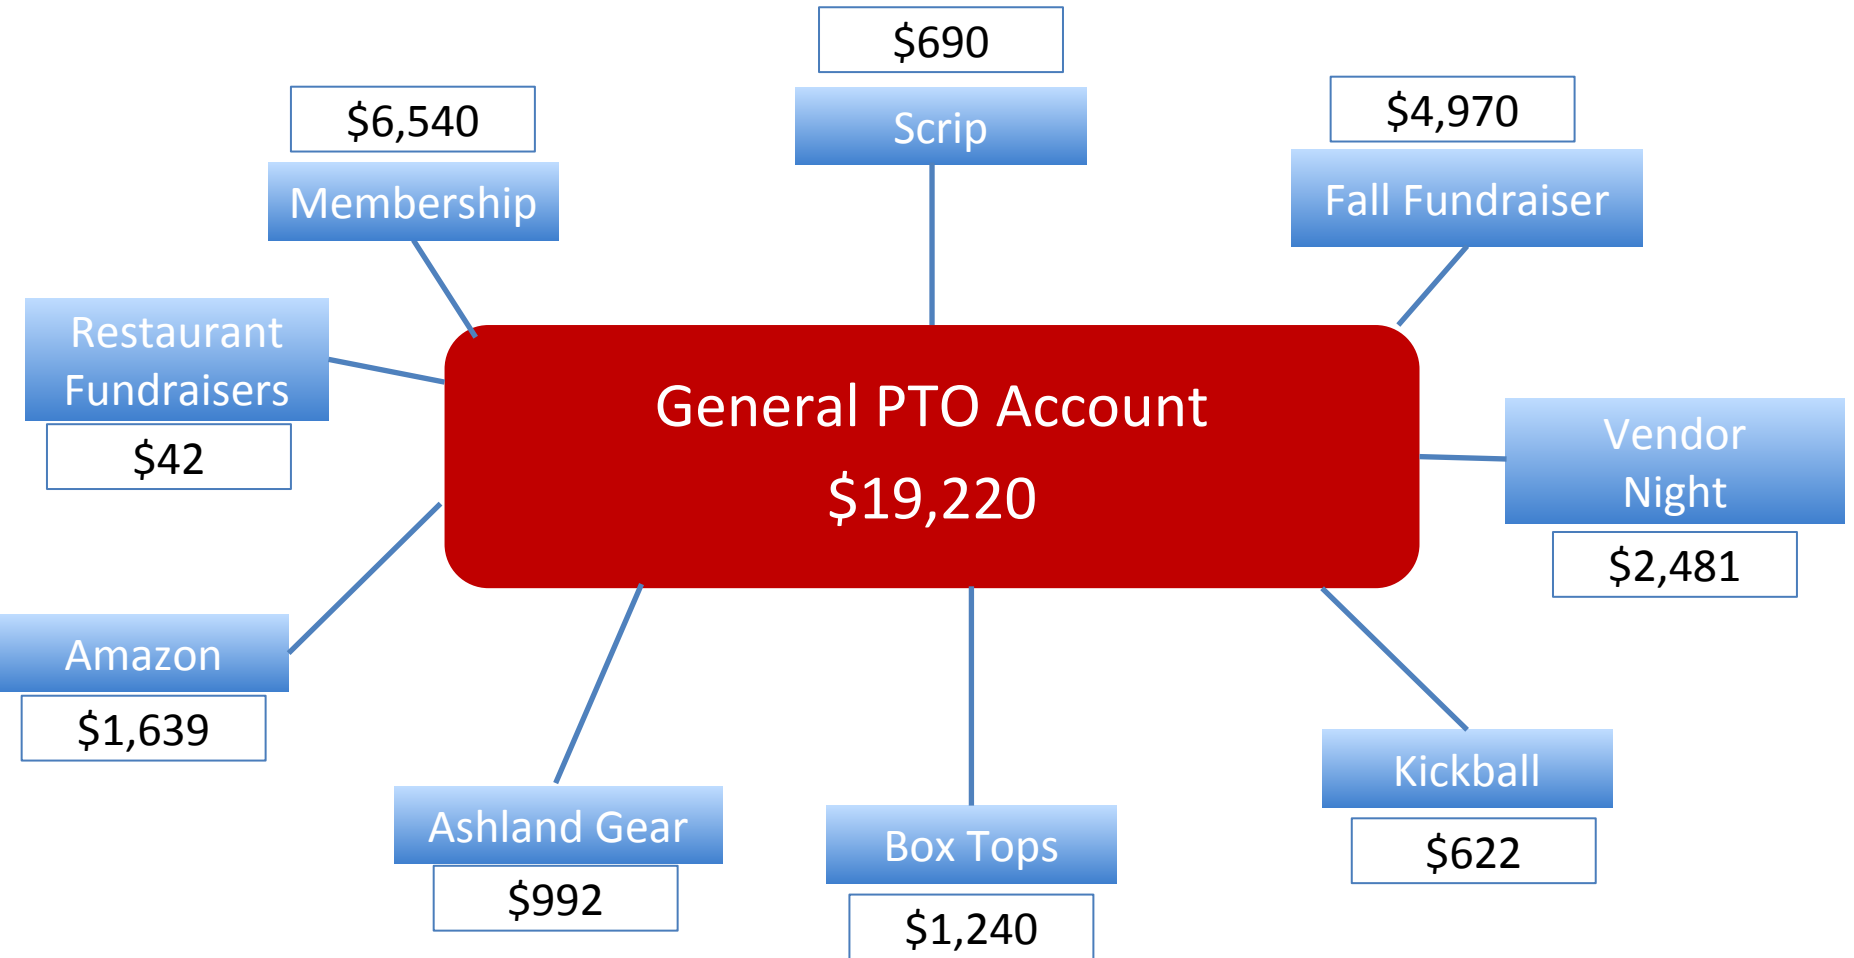 $690
Scrip
$6,540
Membership
$4,970
Fall Fundraiser
Restaurant
Fundraisers
$42
General PTO Account
$19,220
Vendor
Night
$2,481
Amazon
$1,639
Ashland Gear
$992
Box Tops
$1,240
Kickball
$622